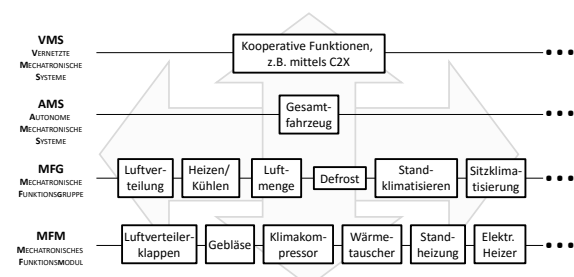 VMS
VERNETZTE
MECHATRONISCHE
SYSTEME
Kooperative Funktionen,
z.B. mittels C2X
AMS
AUTONOME
MECHATRONISCHE
SYSTEME
Gesamt-
fahrzeug
MFG
MECHATRONISCHE
FUNKTIONSGRUPPE
Luftver-
teilung
Heizen/
Kühlen
Luft-
menge
Defrost
Stand-
klimatisieren
Sitzklima-
tisierung
MFM
MECHATRONISCHES
FUNKTIONSMODUL
Luftverteiler-
klappen
Gebläse
Klimakom-
pressor
Wärme-
tauscher
Stand-
heizung
Elektr.
Heizer